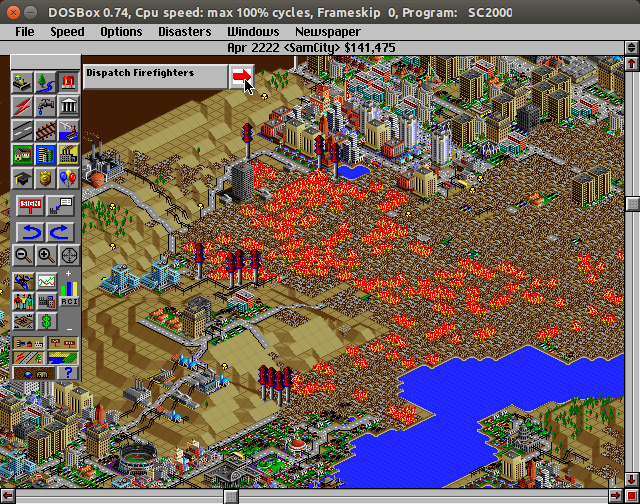 DOSBox 0.74, Cpu speed: max 100% cycles, Frameskip 0, Program: SC2000
File Speed Options Disasters Windows Newspaper
Apr 2222 <SamCity> $141,475
Dispatch Firefighters
SIGN
+
RCI
-
?